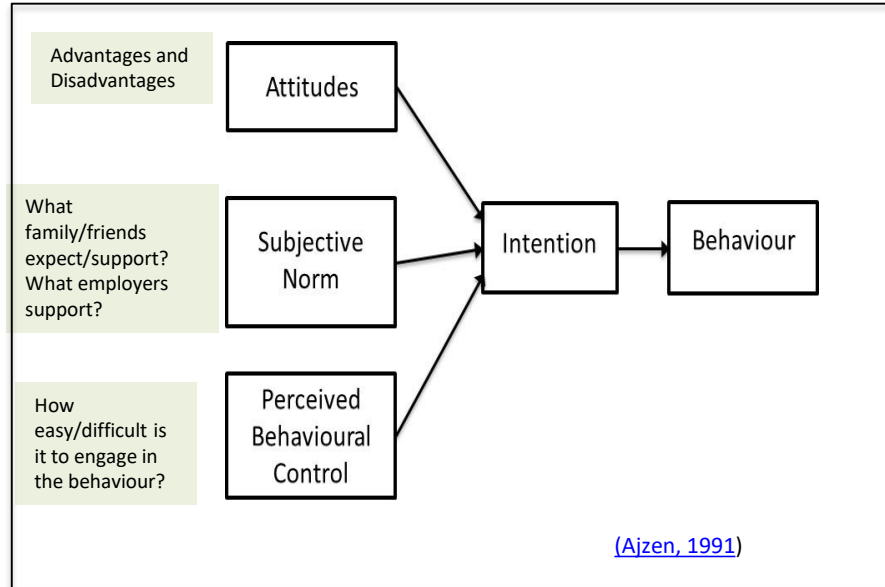 Advantages and
Disadvantages
Attitudes
What
family/friends
expect/support?
What employers
support?
Subjective
Norm
Intention
Behaviour
How
easy/difficult is
it to engage in
the behaviour?
Perceived
Behavioural
Control
(Ajzen, 1991)